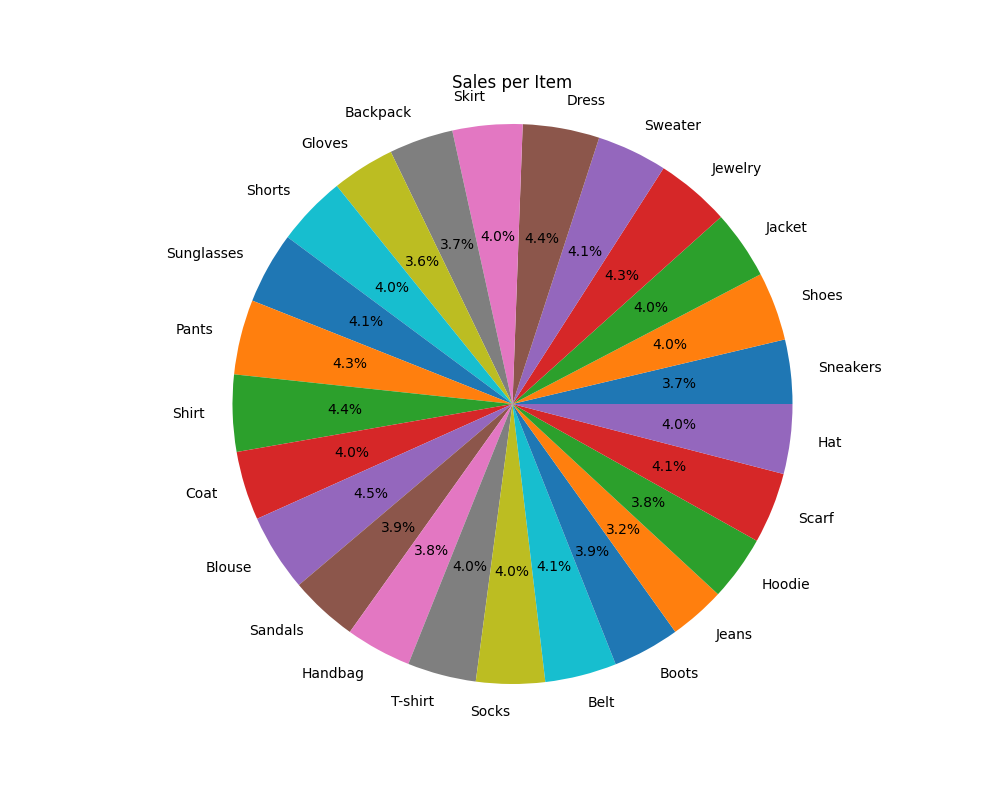 Sales per Item
Sneakers
3.7%
Shoes
4.0%
Jacket
4.0%
Jewelry
4.3%
Sweater
4.1%
Dress
4.4%
Skirt
4.0%
Backpack
3.7%
Gloves
3.6%
Shorts
4.0%
Sunglasses
4.1%
Pants
4.3%
Shirt
4.4%
Coat
4.0%
Blouse
4.5%
Sandals
3.9%
Handbag
3.8%
T-shirt
4.0%
Socks
4.0%
Belt
4.1%
Boots
3.9%
Jeans
3.2%
Hoodie
3.8%
Scarf
4.1%
Hat
4.0%